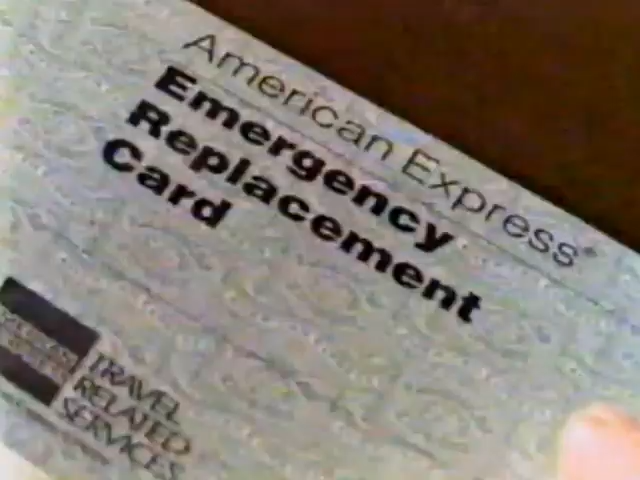 American Express®
Emergency
Replacement
Card
TRAVEL
RELATED
SERVICES